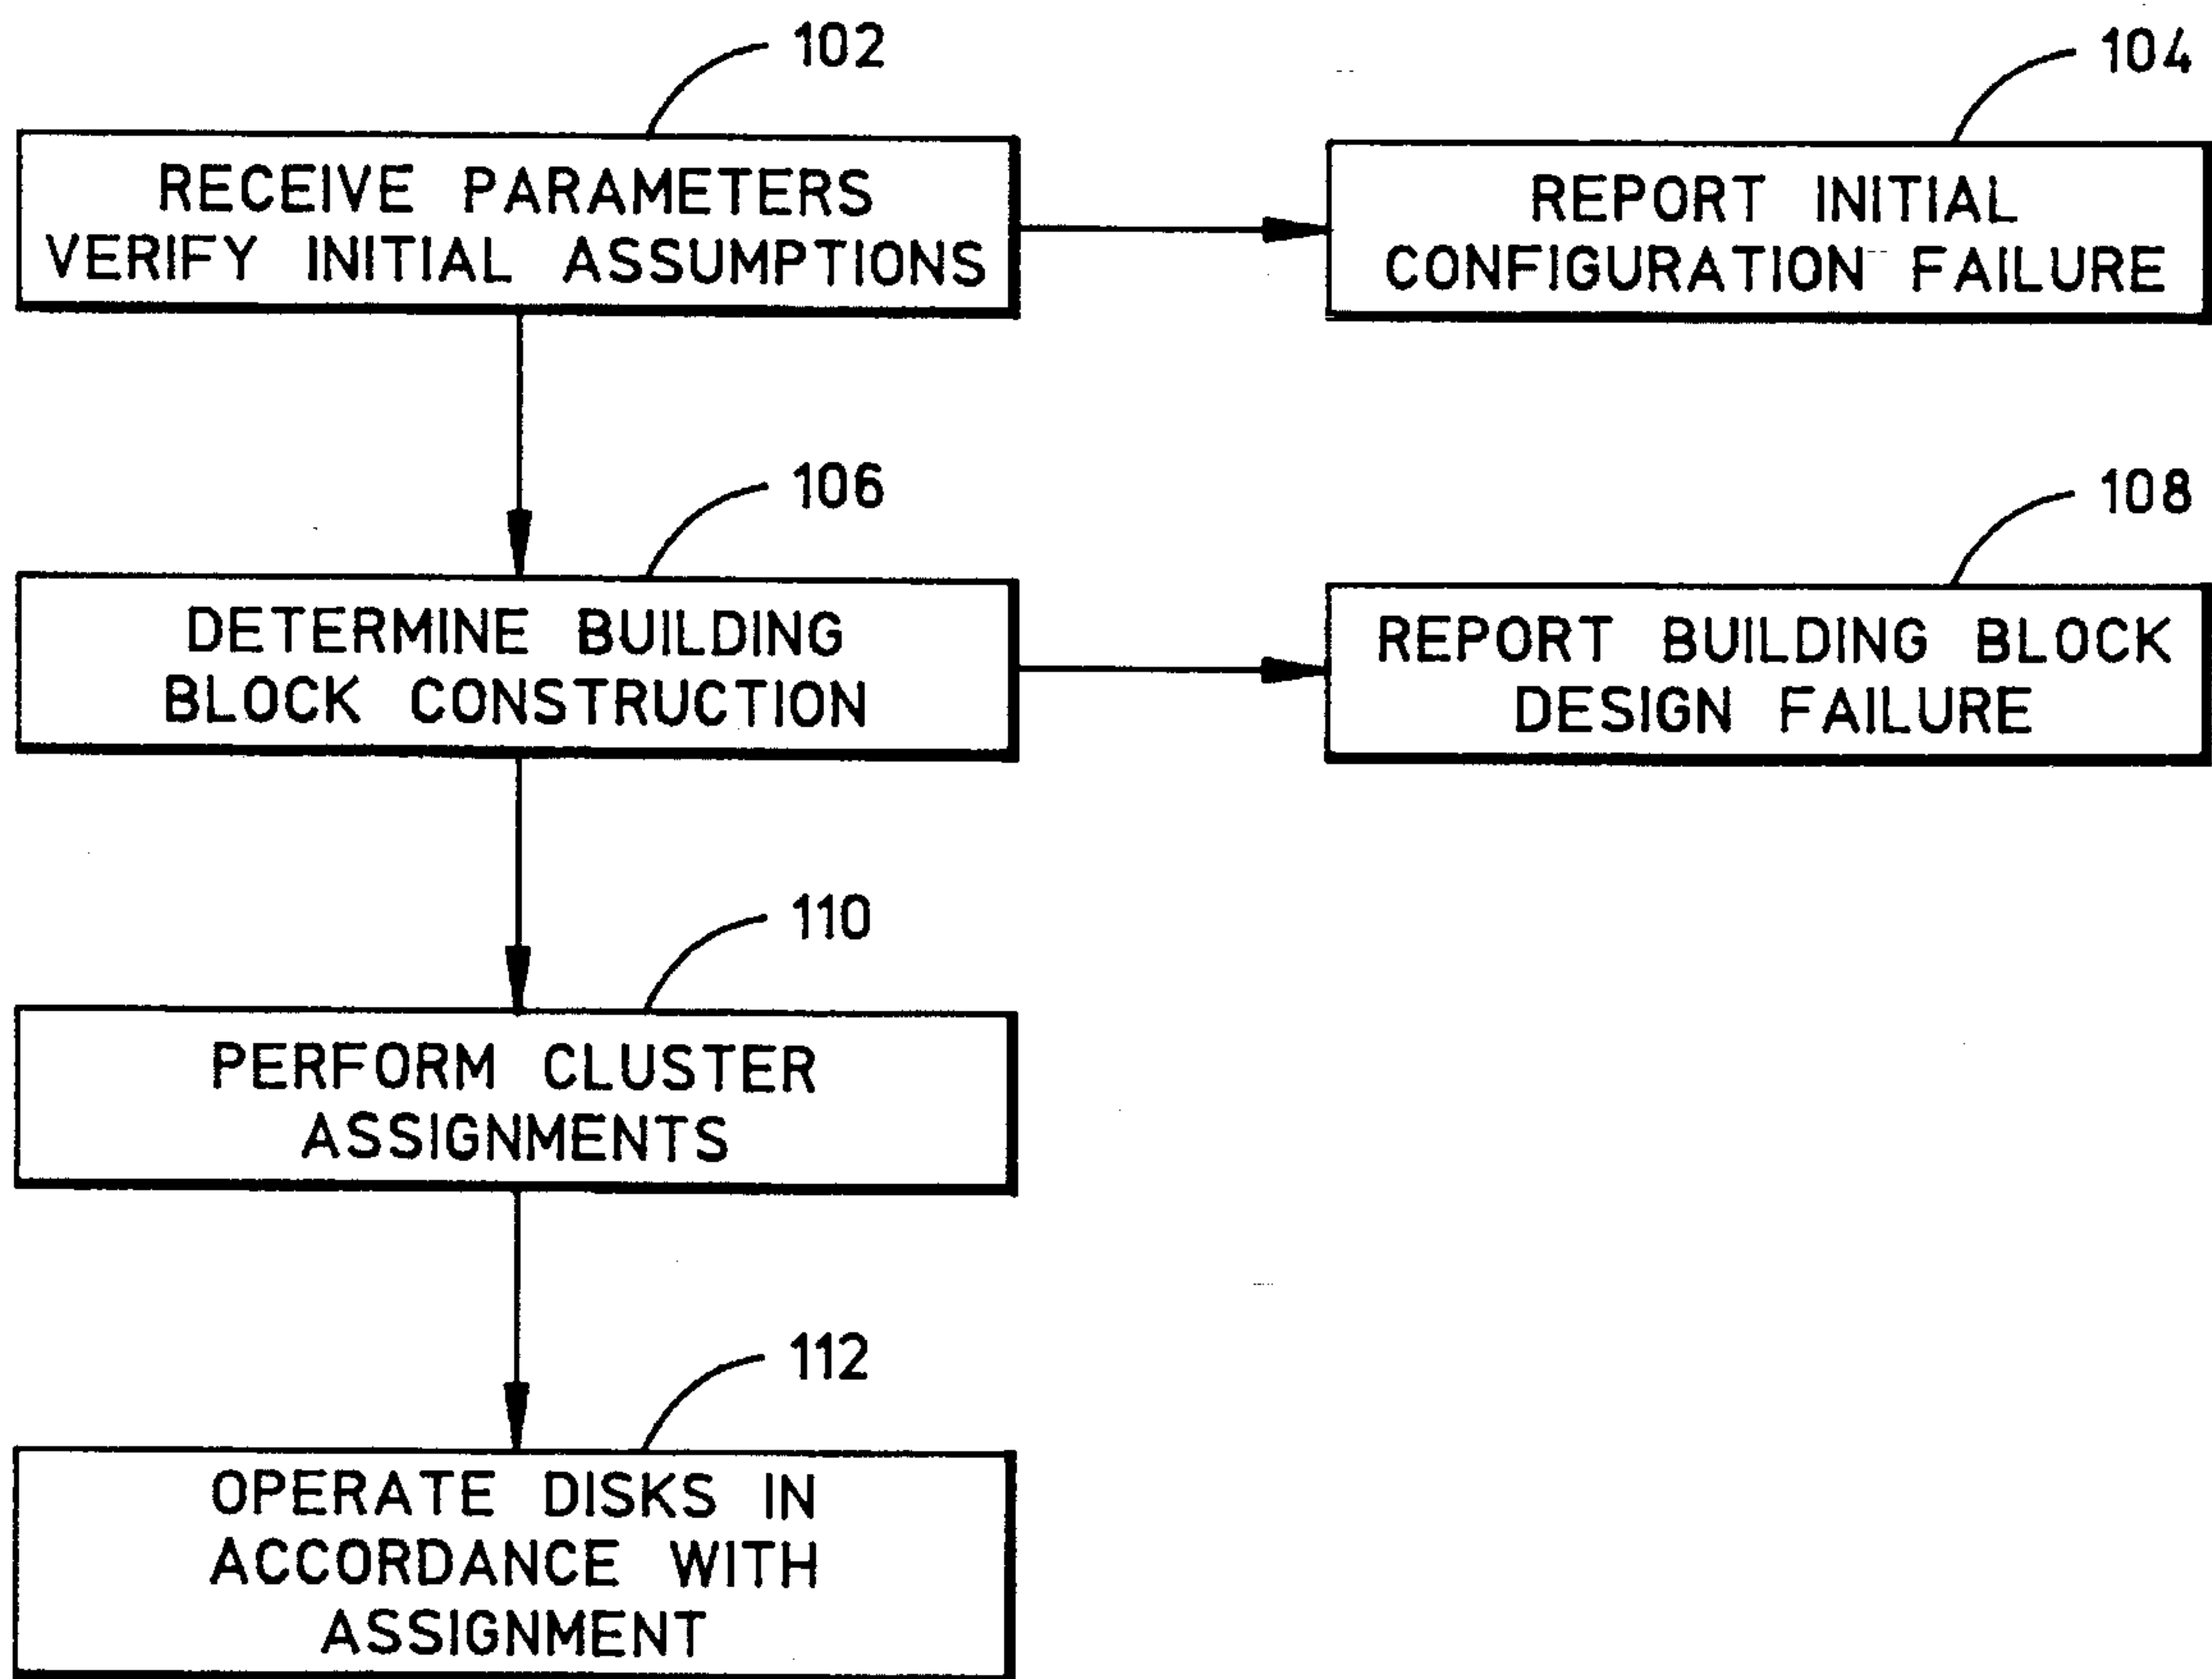 102
RECEIVE PARAMETERS
VERIFY INITIAL ASSUMPTIONS
104
REPORT INITIAL
CONFIGURATION FAILURE
106
DETERMINE BUILDING
BLOCK CONSTRUCTION
108
REPORT BUILDING BLOCK
DESIGN FAILURE
110
PERFORM CLUSTER
ASSIGNMENTS
112
OPERATE DISKS IN
ACCORDANCE WITH
ASSIGNMENT